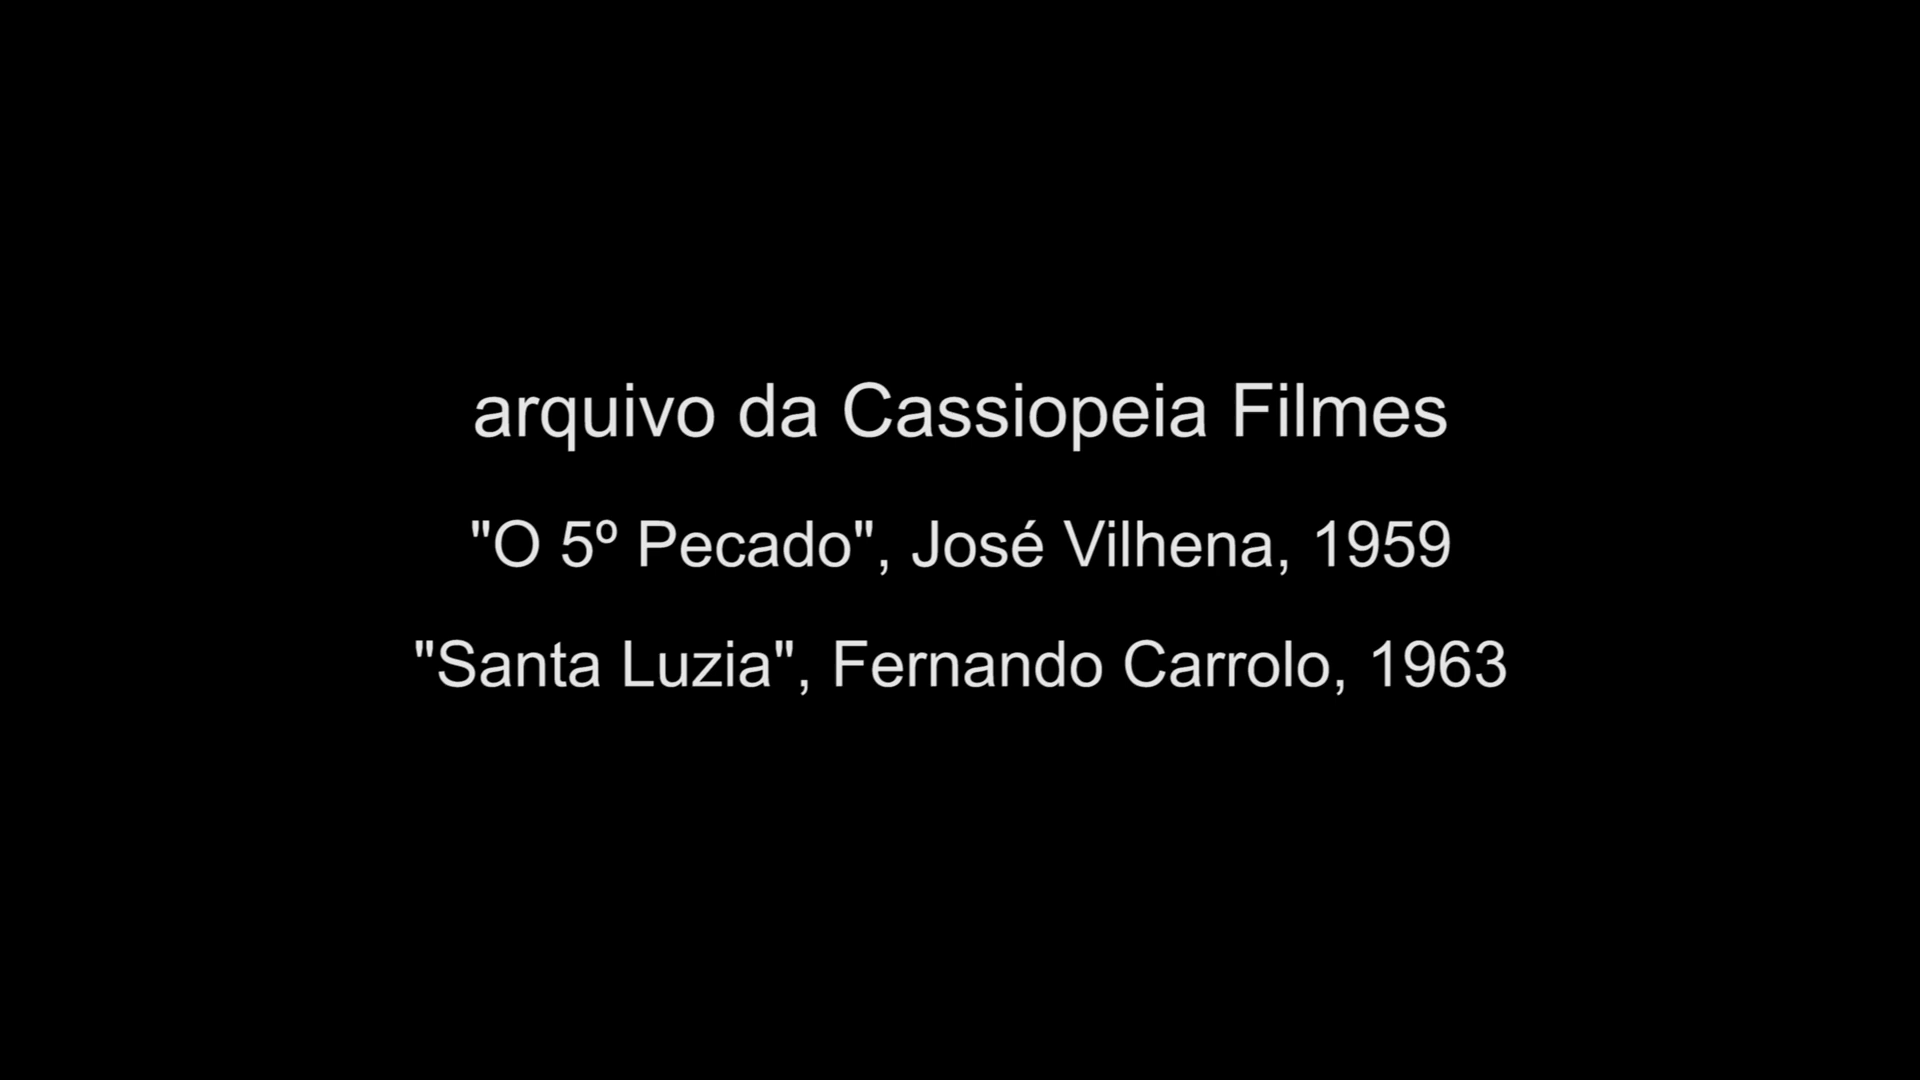 arquivo da Cassiopeia Filmes
"O 5º Pecado", José Vilhena, 1959
"Santa Luzia", Fernando Carrolo, 1963